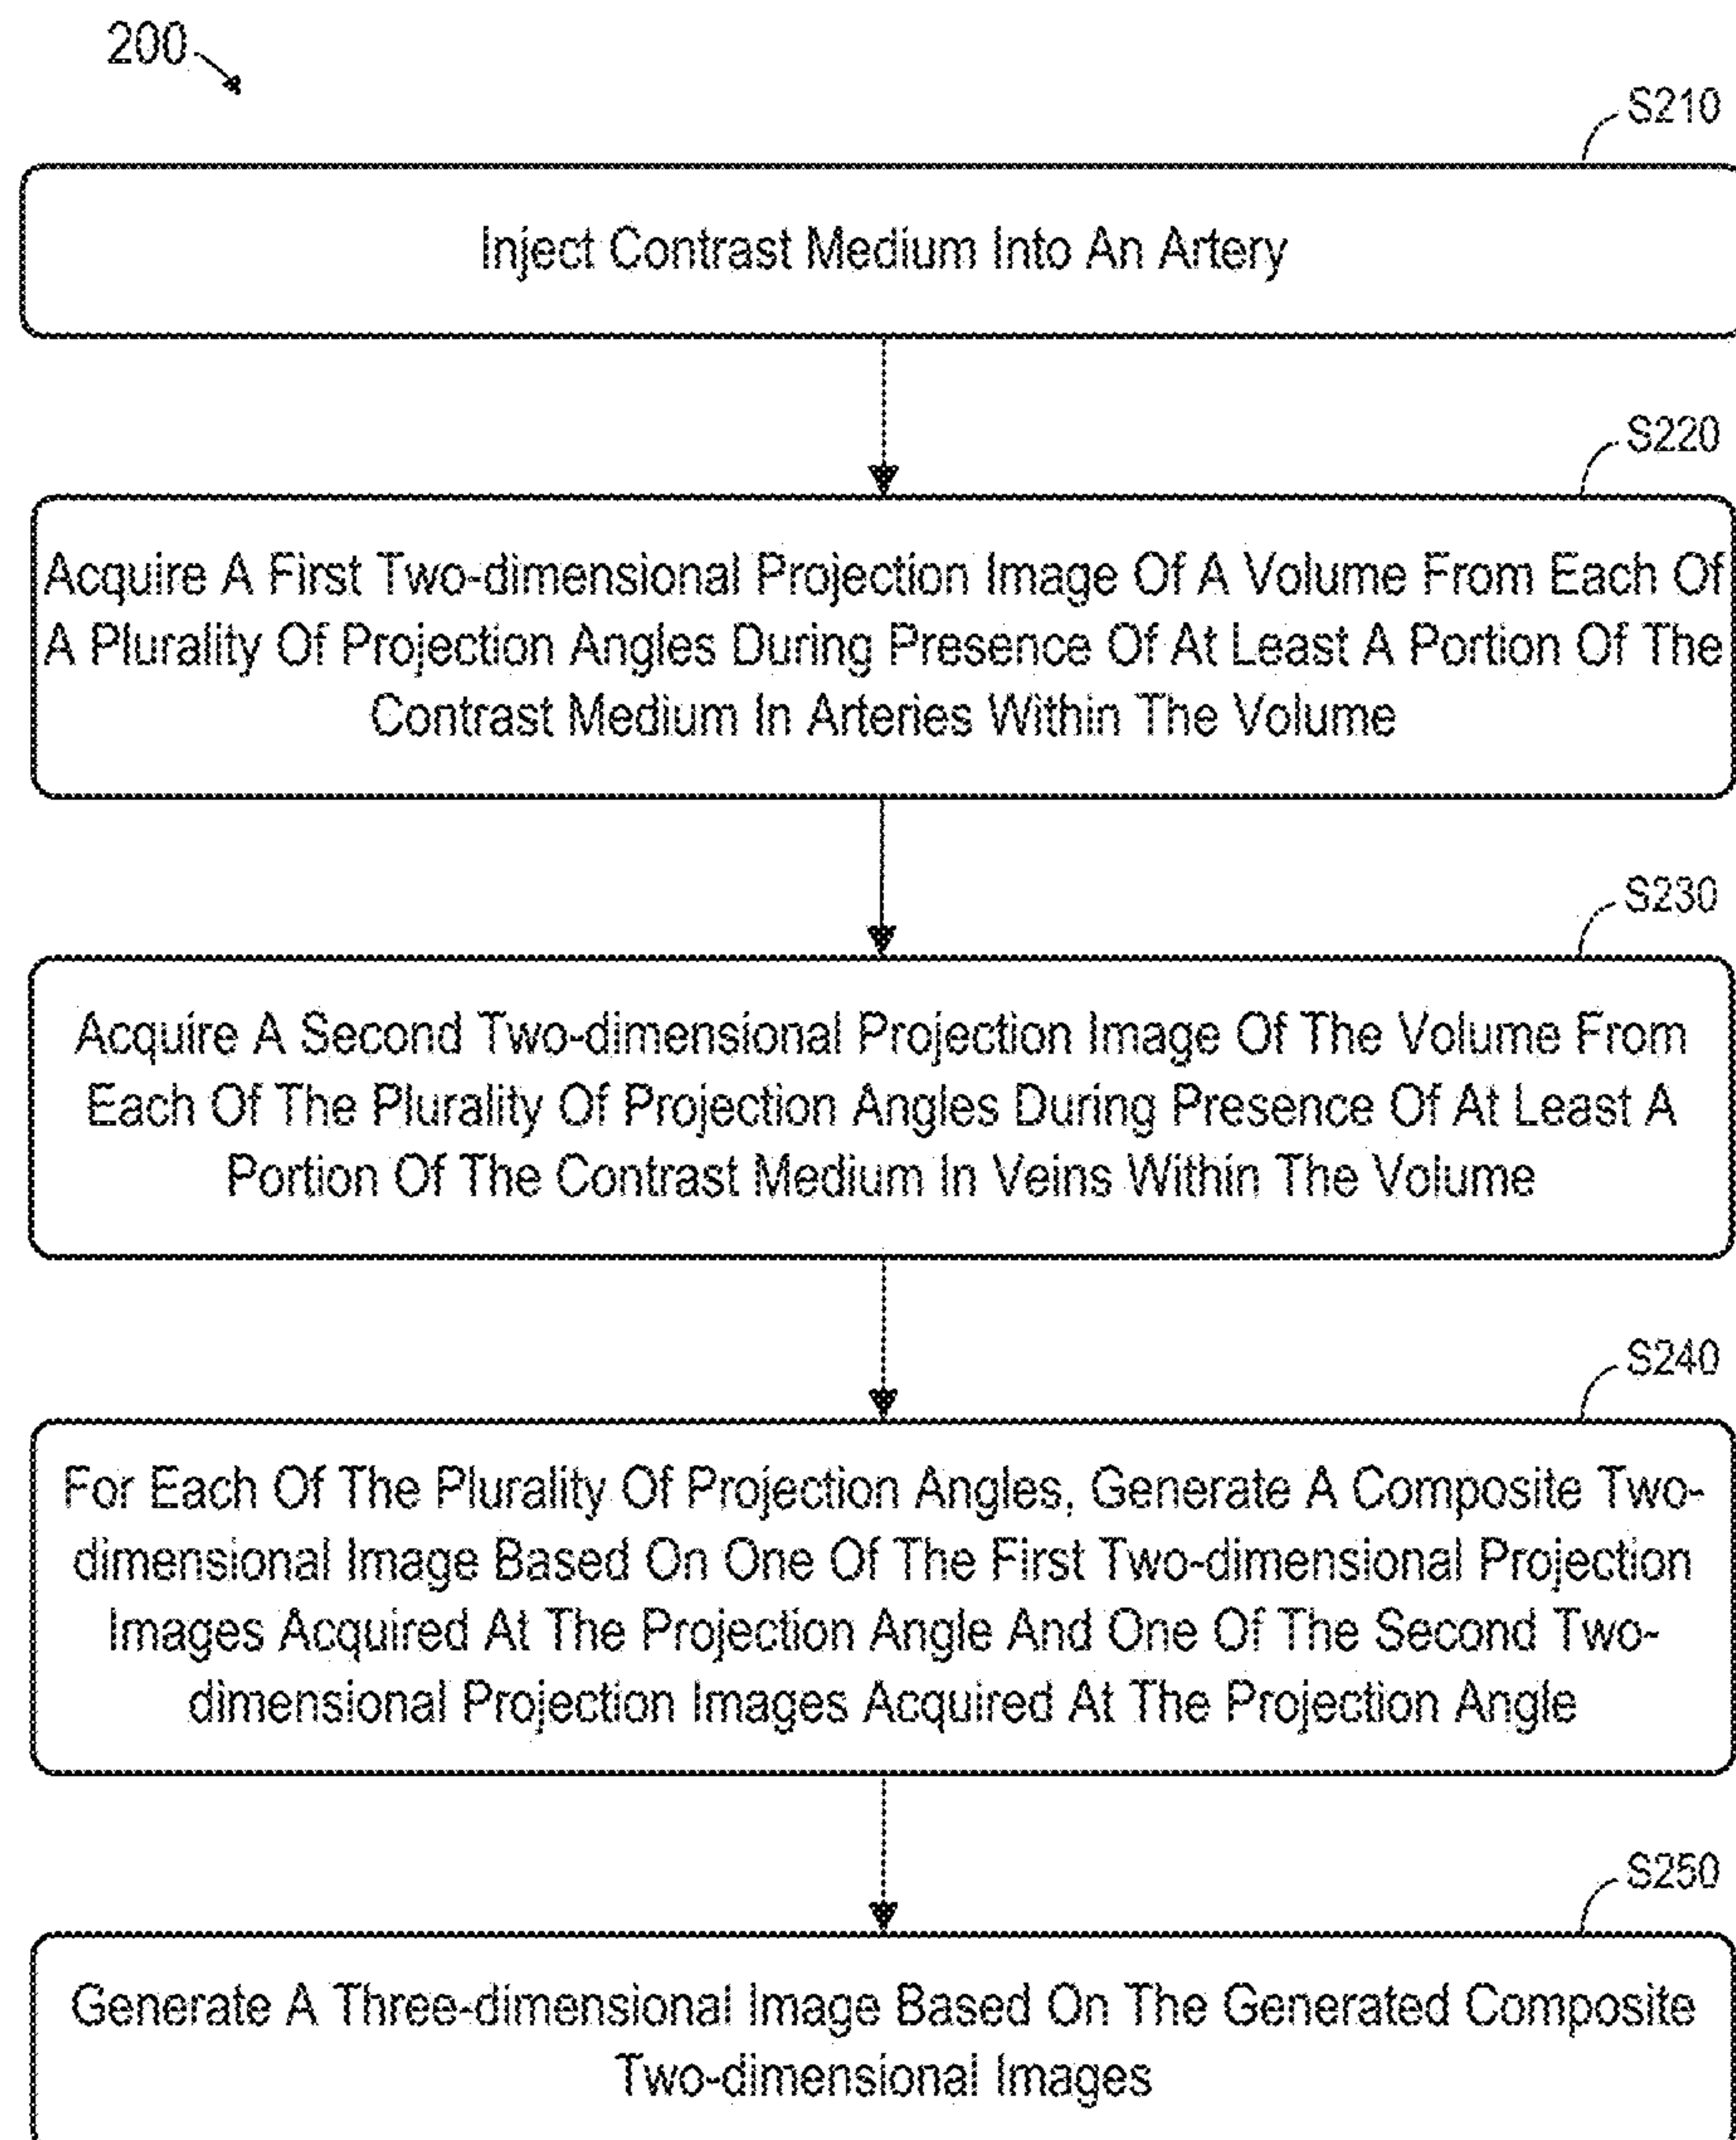 200
S210
Inject Contrast Medium Into An Artery
S220
Acquire A First Two-dimensional Projection Image Of A Volume From Each Of
A Plurality Of Projection Angles During Presence Of At Least A Portion Of The
Contrast Medium In Arteries Within The Volume
S230
Acquire A Second Two-dimensional Projection Image Of The Volume From
Each Of The Plurality Of Projection Angles During Presence Of At Least A
Portion Of The Contrast Medium In Veins Within The Volume
S240
For Each Of The Plurality Of Projection Angles, Generate A Composite Two-
dimensional Image Based On One Of The First Two-dimensional Projection
Images Acquired At The Projection Angle And One Of The Second Two-
dimensional Projection Images Acquired At The Projection Angle
S250
Generate A Three-dimensional Image Based On The Generated Composite
Two-dimensional Images